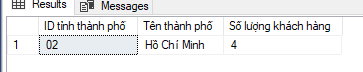 Results Messages
ID tỉnh thành phố Tên thành phố Số lượng khách hàng
1 02 Hồ Chí Minh 4